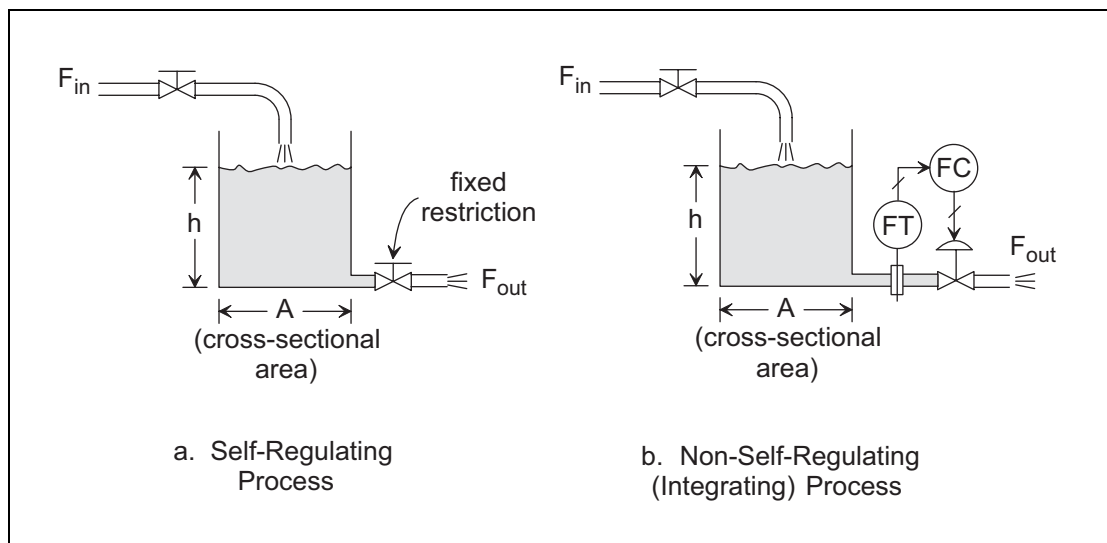 F_in
h
A
(cross-sectional
area)
fixed
restriction
F_out
a. Self-Regulating
Process
F_in
h
A
(cross-sectional
area)
FT
FC
F_out
b. Non-Self-Regulating
(Integrating) Process